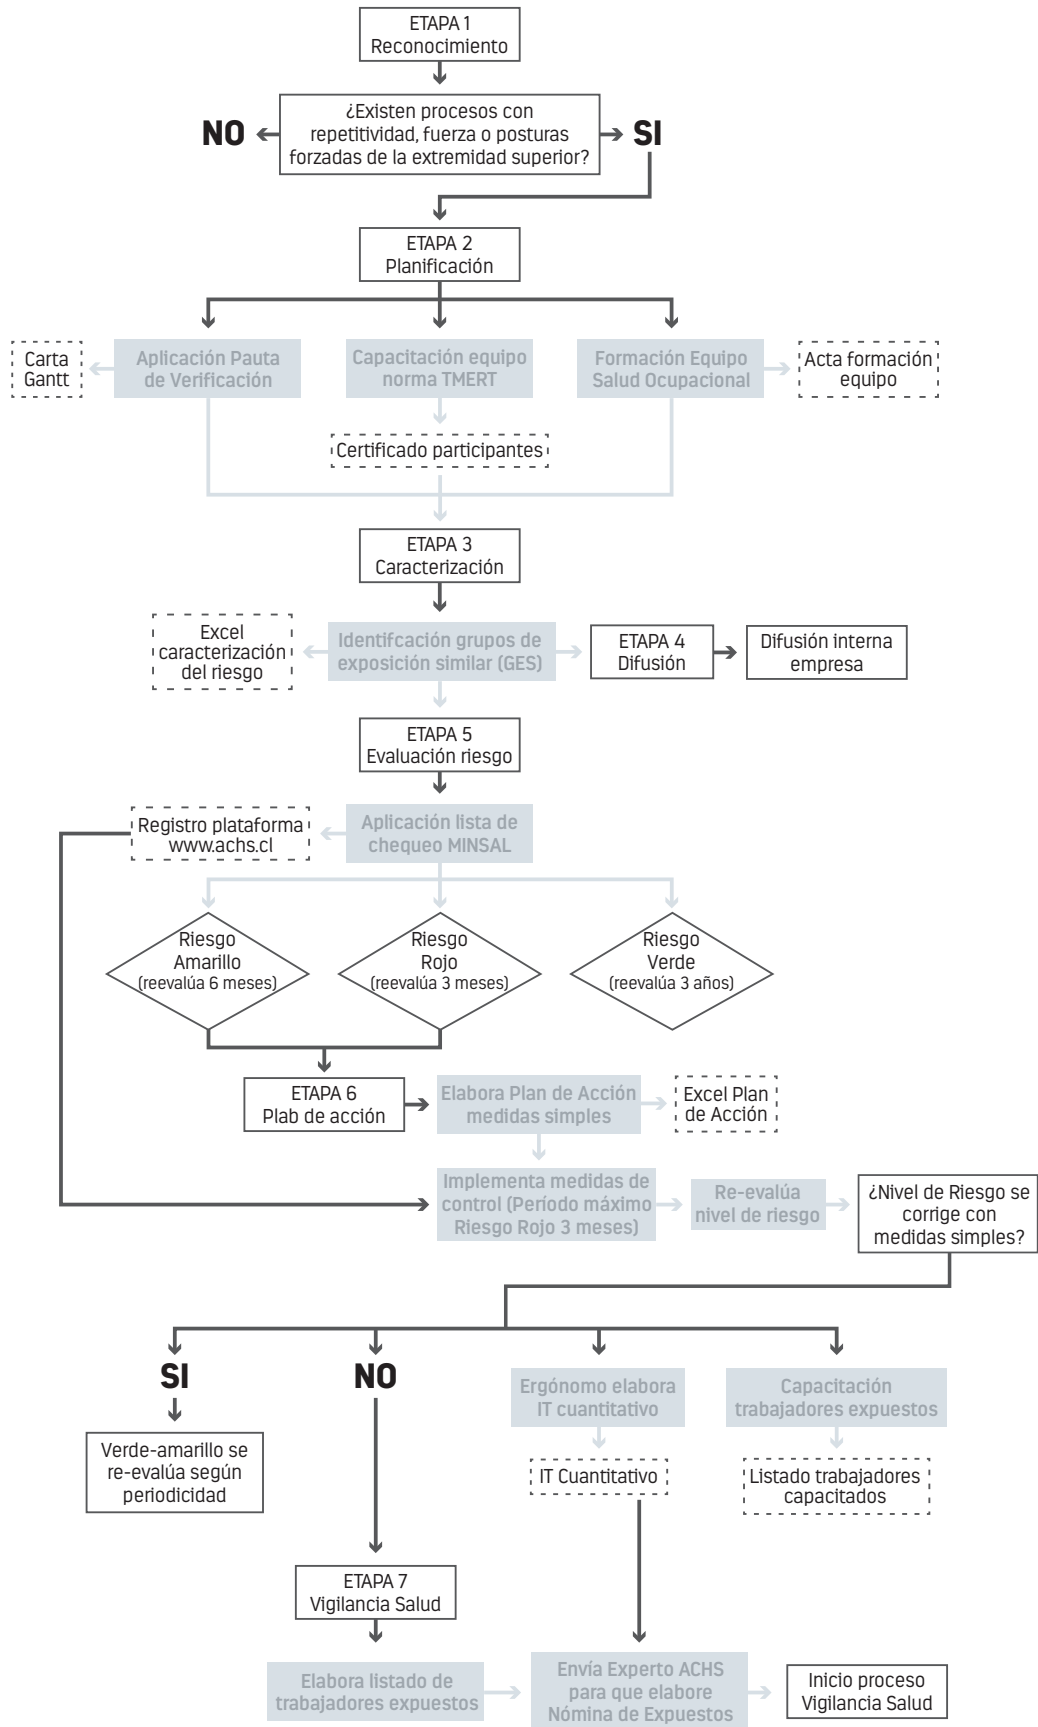 ETAPA 1
Reconocimiento
¿Existen procesos con
repetitividad, fuerza o posturas
forzadas de la extremidad superior?
NO
SI
ETAPA 2
Planificación
Carta
Gantt
Aplicación Pauta
de Verificación
Capacitación equipo
norma TMERT
Formación Equipo
Salud Ocupacional
Acta formación
equipo
Certificado participantes
ETAPA 3
Caracterización
Excel
caracterización
del riesgo
Identifcación grupos de
exposición similar (GES)
ETAPA 4
Difusión
Difusión interna
empresa
ETAPA 5
Evaluación riesgo
Registro plataforma
www.achs.cl
Aplicación lista de
chequeo MINSAL
Riesgo
Amarillo
(reevalúa 6 meses)
Riesgo
Rojo
(reevalúa 3 meses)
Riesgo
Verde
(reevalúa 3 años)
ETAPA 6
Plab de acción
Elabora Plan de Acción
medidas simples
Excel Plan
de Acción
Implementa medidas de
control (Período máximo
Riesgo Rojo 3 meses)
Re-evalúa
nivel de riesgo
¿Nivel de Riesgo se
corrige con
medidas simples?
SI
NO
Ergónomo elabora
IT cuantitativo
Capacitación
trabajadores expuestos
Verde-amarillo se
re-evalúa según
periodicidad
IT Cuantitativo
Listado trabajadores
capacitados
ETAPA 7
Vigilancia Salud
Elabora listado de
trabajadores expuestos
Envía Experto ACHS
para que elabore
Nómina de Expuestos
Inicio proceso
Vigilancia Salud